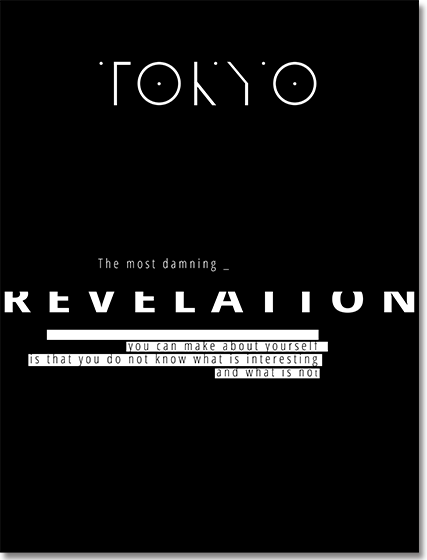 TOKYO
The most damning _
REVELATION
you can make about yourself
is that you do not know what is interesting
and what is not